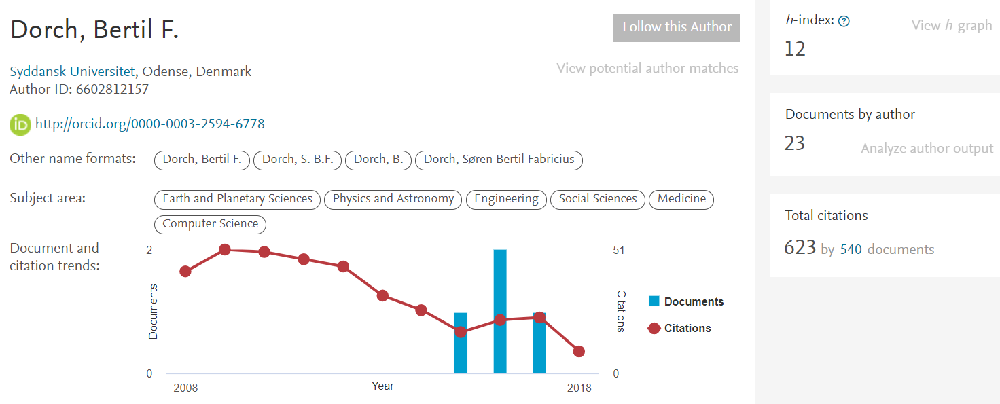 Dorch, Bertil F.
Follow this Author
Syddansk Universitet, Odense, Denmark
View potential author matches
Author ID: 6602812157
iD http://orcid.org/0000-0003-2594-6778
Other name formats: Dorch, Bertil F. Dorch, S. B.F. Dorch, B. Dorch, Søren Bertil Fabricius
Subject area: Earth and Planetary Sciences Physics and Astronomy Engineering Social Sciences Medicine
Computer Science
Document and
citation trends:
2
51
Documents
Citations
Documents
Citations
0
0
2008
Year
2018
h-index: ?
View h-graph
12
Documents by author
23
Analyze author output
Total citations
623 by 540 documents